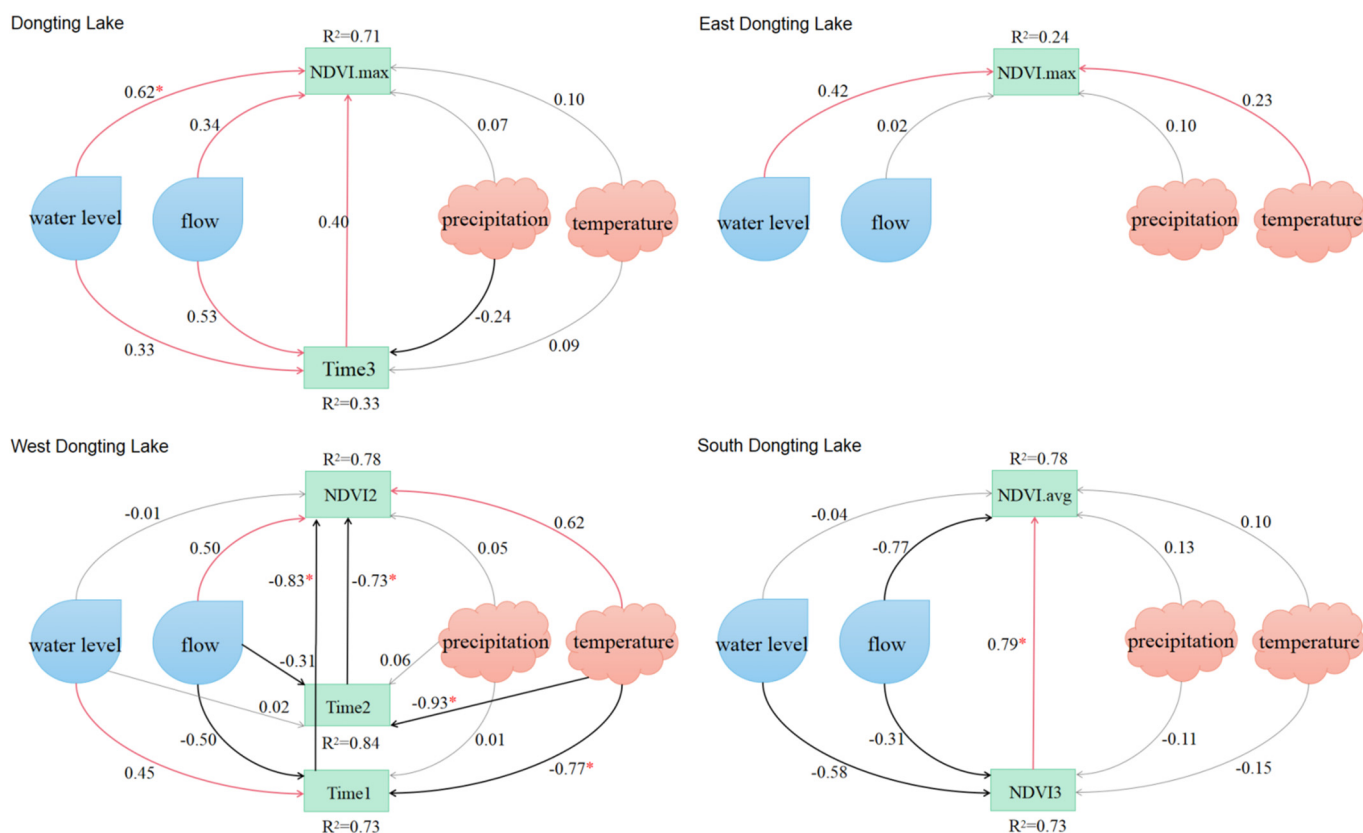 Dongting Lake
R²=0.71
NDVI.max
0.62*
0.34
0.07
0.10
water level
flow
0.40
precipitation
temperature
0.33
0.53
-0.24
0.09
Time3
R²=0.33
East Dongting Lake
R²=0.24
NDVI.max
0.42
0.02
0.10
0.23
water level
flow
precipitation
temperature
West Dongting Lake
R²=0.78
NDVI2
-0.01
0.50
0.05
0.62
-0.83*
-0.73*
water level
flow
precipitation
temperature
-0.31
0.06
0.02
Time2
-0.93*
R²=0.84
-0.50
0.01
0.45
-0.77*
Time1
R²=0.73
South Dongting Lake
R²=0.78
NDVI.avg
-0.04
-0.77
0.13
0.10
water level
flow
0.79*
precipitation
temperature
-0.58
-0.31
-0.11
-0.15
NDVI3
R²=0.73